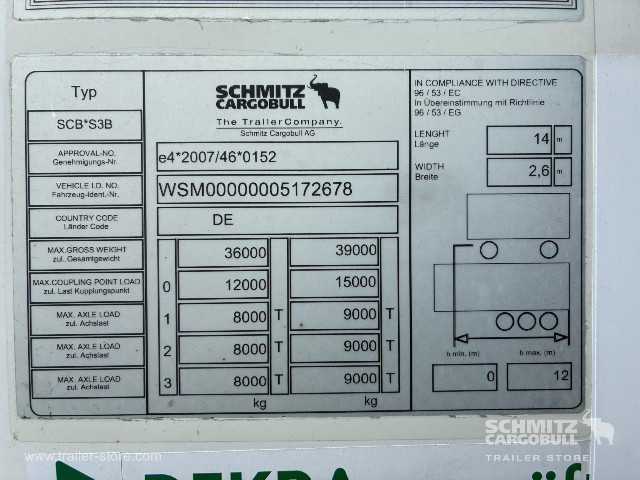 Typ
SCB*S3B
APPROVAL-NO.
Genehmigungs-Nr.
VEHICLE I.D. NO.
Fahrzeug-Ident.-Nr.
COUNTRY CODE
Länder Code
MAX.GROSS WEIGHT
zul. Gesamtgewicht
MAX.COUPLING POINT LOAD
zul. Last Kupplungspunkt
MAX. AXLE LOAD
zul. Achslast
MAX. AXLE LOAD
zul. Achslast
MAX. AXLE LOAD
zul. Achslast
SCHMITZ
CARGOBULL
The TrailerCompany.
Schmitz Cargobull AG
e4*2007/46*0152
WSM00000005172678
DE
36000 39000
0 12000 15000
1 8000 T 9000 T
2 8000 T 9000 T
3 8000 T 9000 T
kg kg
IN COMPLIANCE WITH DIRECTIVE
96 / 53 / EC
In Übereinstimmung mit Richtlinie
96 / 53 / EG
LENGHT
Länge
14 m
WIDTH
Breite
2,6 m
6 min. (m) 6 max. (m)
0 12
SCHMITZ
CARGOBULL
TRAILER STORE
www.trailer-store.com
DEKRA